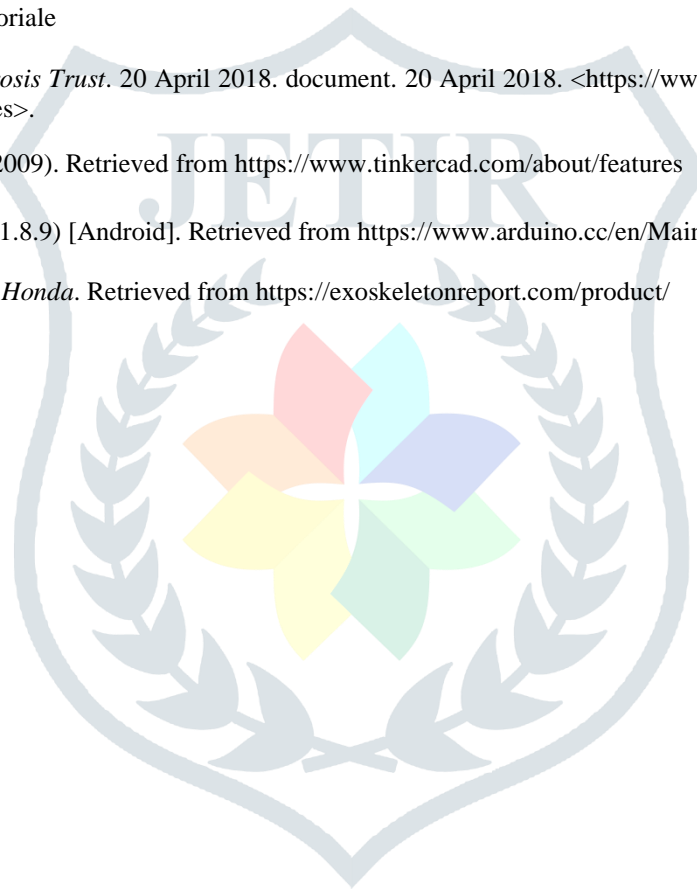 oriale
osis Trust. 20 April 2018. document. 20 April 2018. <https://ww
es>.
JETIR
2009). Retrieved from https://www.tinkercad.com/about/features
1.8.9) [Android]. Retrieved from https://www.arduino.cc/en/Main
Honda. Retrieved from https://exoskeletonreport.com/product/